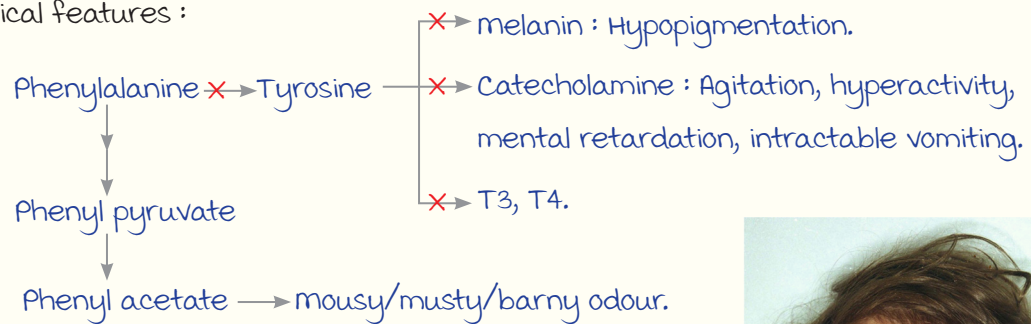 ical features :
melanin : Hypopigmentation.
Phenylalanine Tyrosine Catecholamine : Agitation, hyperactivity,
mental retardation, intractable vomiting.
T3, T4.
Phenyl pyruvate
Phenyl acetate mousy/musty/barny odour.